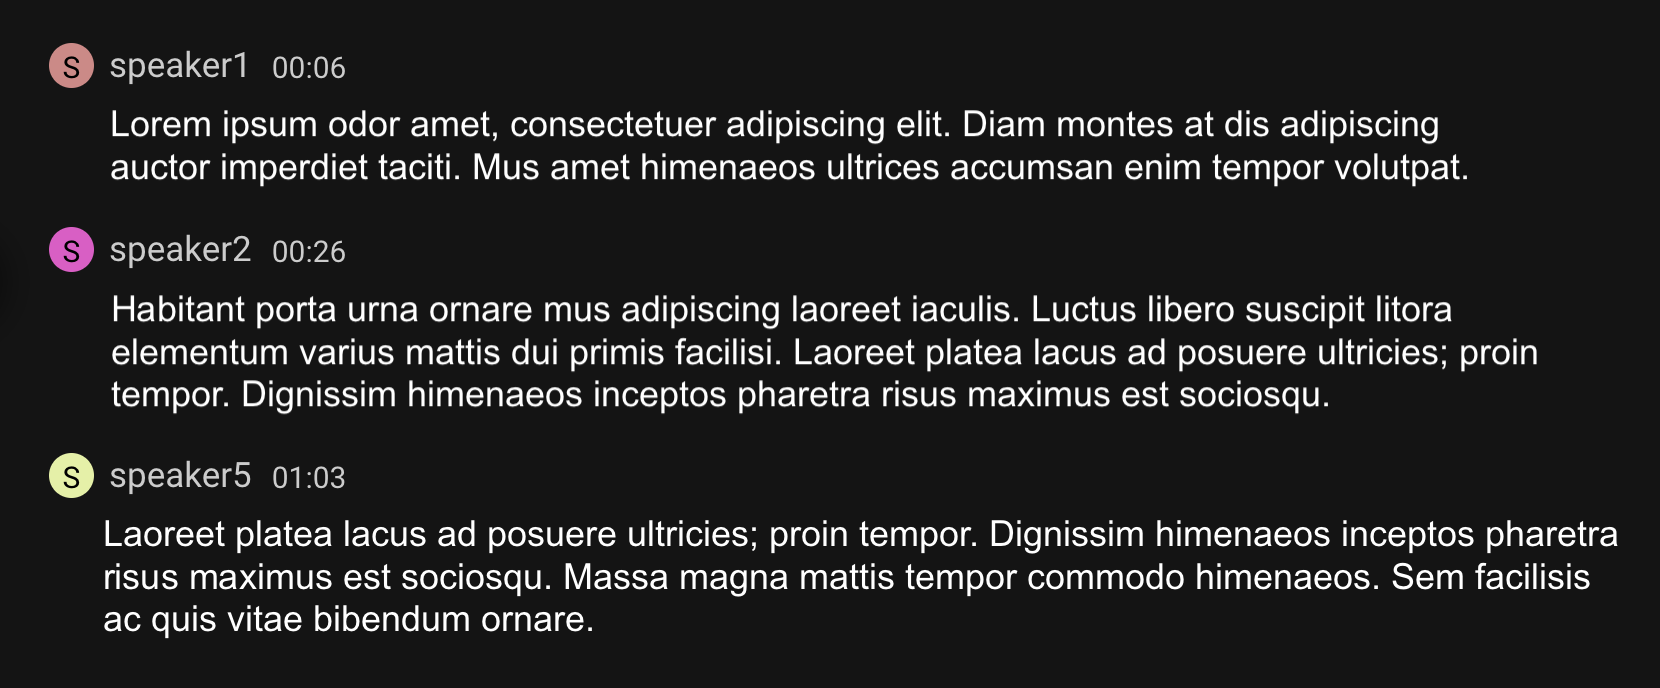 S speaker1 00:06
Lorem ipsum odor amet, consectetuer adipiscing elit. Diam montes at dis adipiscing
auctor imperdiet taciti. Mus amet himenaeos ultrices accumsan enim tempor volutpat.
S speaker2 00:26
Habitant porta urna ornare mus adipiscing laoreet iaculis. Luctus libero suscipit litora
elementum varius mattis dui primis facilisi. Laoreet platea lacus ad posuere ultricies; proin
tempor. Dignissim himenaeos inceptos pharetra risus maximus est sociosqu.
S speaker5 01:03
Laoreet platea lacus ad posuere ultricies; proin tempor. Dignissim himenaeos inceptos pharetra
risus maximus est sociosqu. Massa magna mattis tempor commodo himenaeos. Sem facilisis
ac quis vitae bibendum ornare.